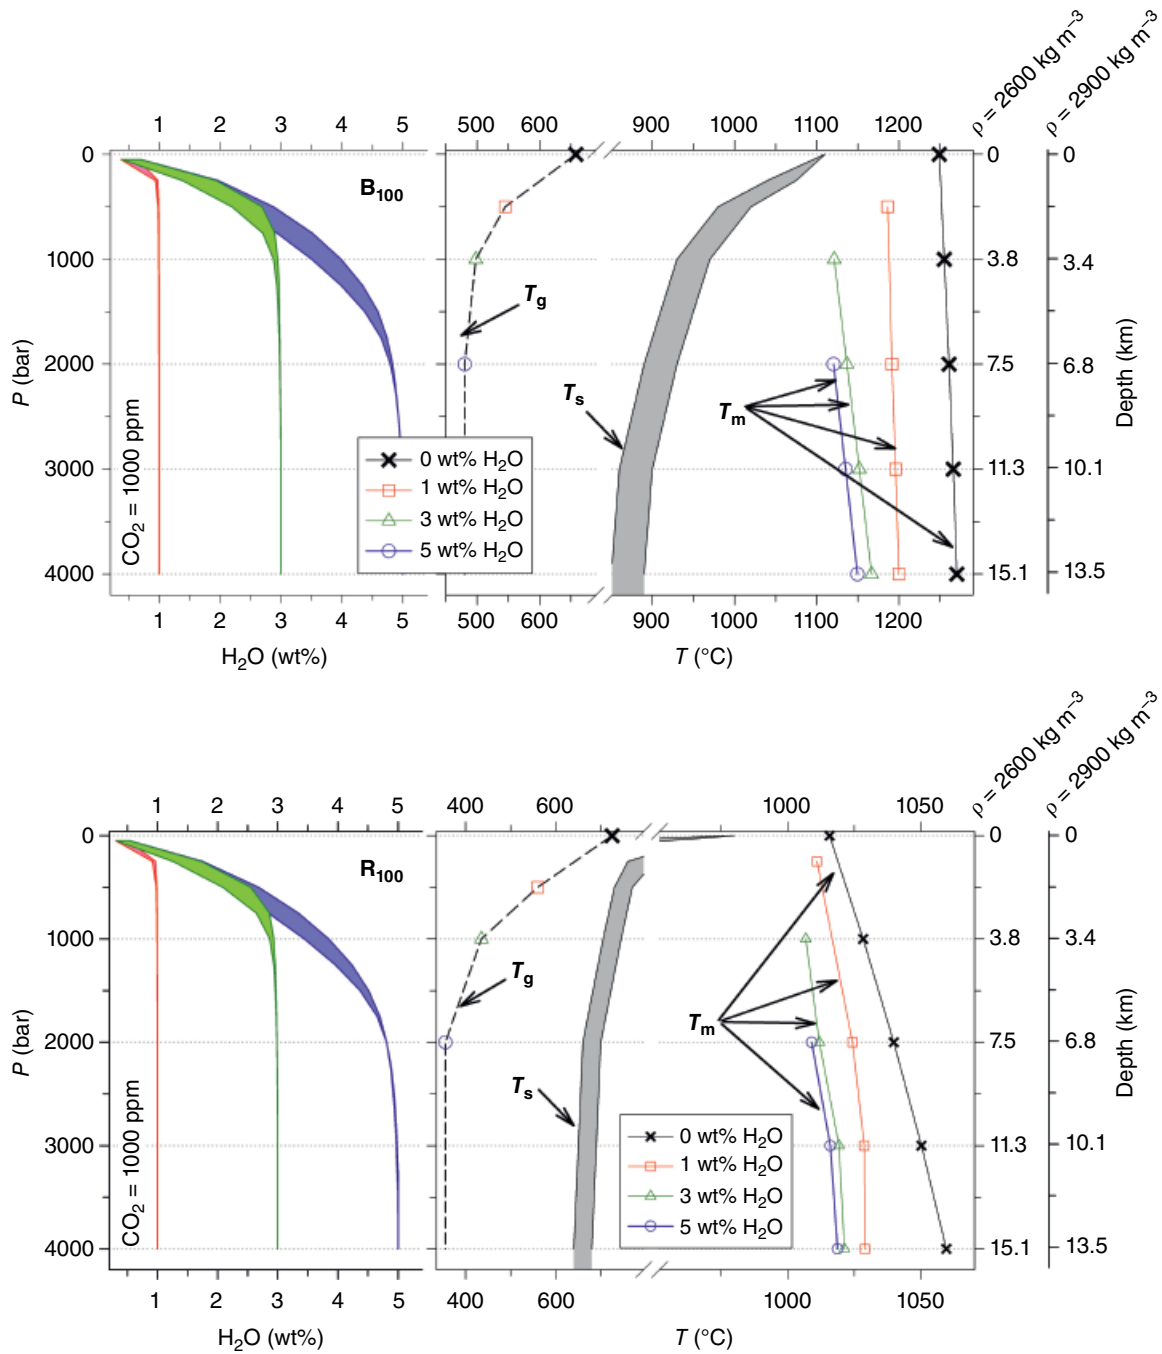 ρ = 2600 kg m⁻³
ρ = 2900 kg m⁻³
1 2 3 4 5 500 600 900 1000 1100 1200
B₁₀₀
0 0 0
1000 3.8 3.4
T_g
2000 7.5 6.8
T_s
T_m
3000 11.3 10.1
4000 15.1 13.5
P (bar)
CO₂ = 1000 ppm
0 wt% H₂O
1 wt% H₂O
3 wt% H₂O
5 wt% H₂O
Depth (km)
1 2 3 4 5 500 600 900 1000 1100 1200
H₂O (wt%) T (°C)
ρ = 2600 kg m⁻³
ρ = 2900 kg m⁻³
1 2 3 4 5 400 600 1000 1050
R₁₀₀
0 0 0
1000 3.8 3.4
T_g
T_m
2000 7.5 6.8
T_s
3000 11.3 10.1
4000 15.1 13.5
P (bar)
CO₂ = 1000 ppm
0 wt% H₂O
1 wt% H₂O
3 wt% H₂O
5 wt% H₂O
Depth (km)
1 2 3 4 5 400 600 1000 1050
H₂O (wt%) T (°C)